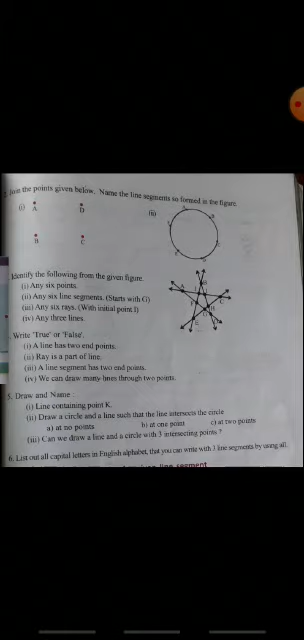 2. Join the points given below. Name the line segments so formed in the figure.
(i) A D (ii)
B C
Identify the following from the given figure.
(i) Any six points.
(ii) Any six line segments. (Starts with G)
(iii) Any six rays. (With initial point I)
(iv) Any three lines.
. Write 'True' or 'False'.
(i) A line has two end points.
(ii) Ray is a part of line.
(iii) A line segment has two end points.
(iv) We can draw many lines through two points.
5. Draw and Name :
(i) Line containing point K.
(ii) Draw a circle and a line such that the line intersects the circle
a) at no points b) at one point c) at two points
(iii) Can we draw a line and a circle with 3 intersecting points.?
6. List out all capital letters in English alphabet, that you can write with 3 line segments by using all.
line segment